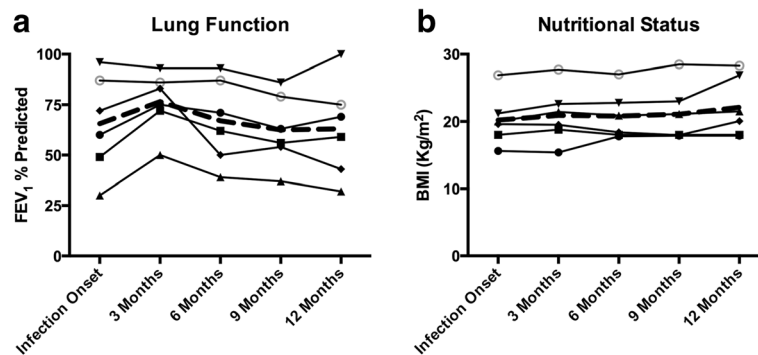 a
Lung Function
FEV₁ % Predicted
100
75
50
25
0
Infection Onset
3 Months
6 Months
9 Months
12 Months
b
Nutritional Status
BMI (Kg/m²)
30
20
10
0
Infection Onset
3 Months
6 Months
9 Months
12 Months